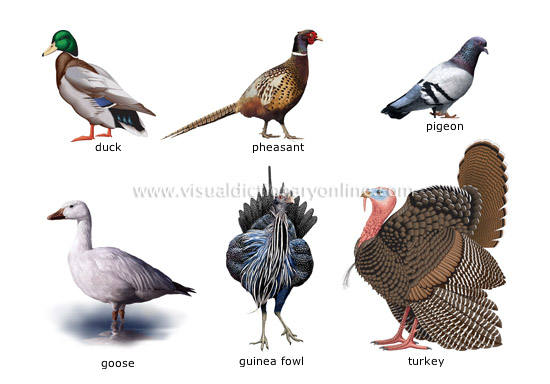 duck
pheasant
pigeon
www.visualdictionaryonline.com
goose
guinea fowl
turkey